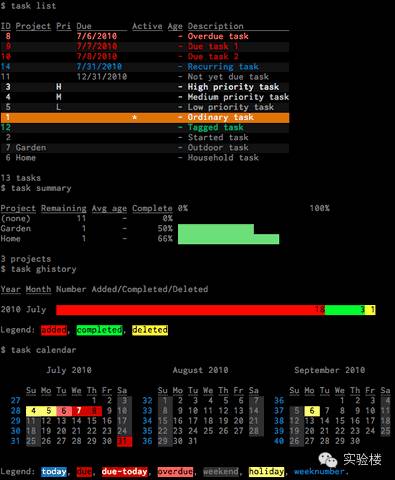 $ task list
ID Project Pri Due Active Age Description
8 7/6/2010 - Overdue task
9 7/7/2010 - Due task 1
10 7/8/2010 - Due task 2
14 7/31/2010 - Recurring task
11 12/31/2010 - Not yet due task
3 H - High priority task
4 M - Medium priority task
5 L - Low priority task
1 * - Ordinary task
12 - Tagged task
2 - Started task
7 Garden - Outdoor task
6 Home - Household task
13 tasks
$ task summary
Project Remaining Avg age Complete 0% 100%
(none) 11 - 0%
Garden 1 - 50%
Home 1 - 66%
3 projects
$ task ghistory
Year Month Number Added/Completed/Deleted
2010 July 18 3 1
Legend: added, completed, deleted
$ task calendar
July 2010 August 2010 September 2010
Su Mo Tu We Th Fr Sa Su Mo Tu We Th Fr Sa Su Mo Tu We Th Fr Sa
27 1 2 3 32 1 2 3 4 5 6 7 36 1 2 3 4
28 4 5 6 7 8 9 10 33 8 9 10 11 12 13 14 37 5 6 7 8 9 10 11
29 11 12 13 14 15 16 17 34 15 16 17 18 19 20 21 38 12 13 14 15 16 17 18
30 18 19 20 21 22 23 24 35 22 23 24 25 26 27 28 39 19 20 21 22 23 24 25
31 25 26 27 28 29 30 31 36 29 30 31 40 26 27 28 29 30
实验楼
Legend: today, due, due-today, overdue, weekend, holiday, weeknumber.